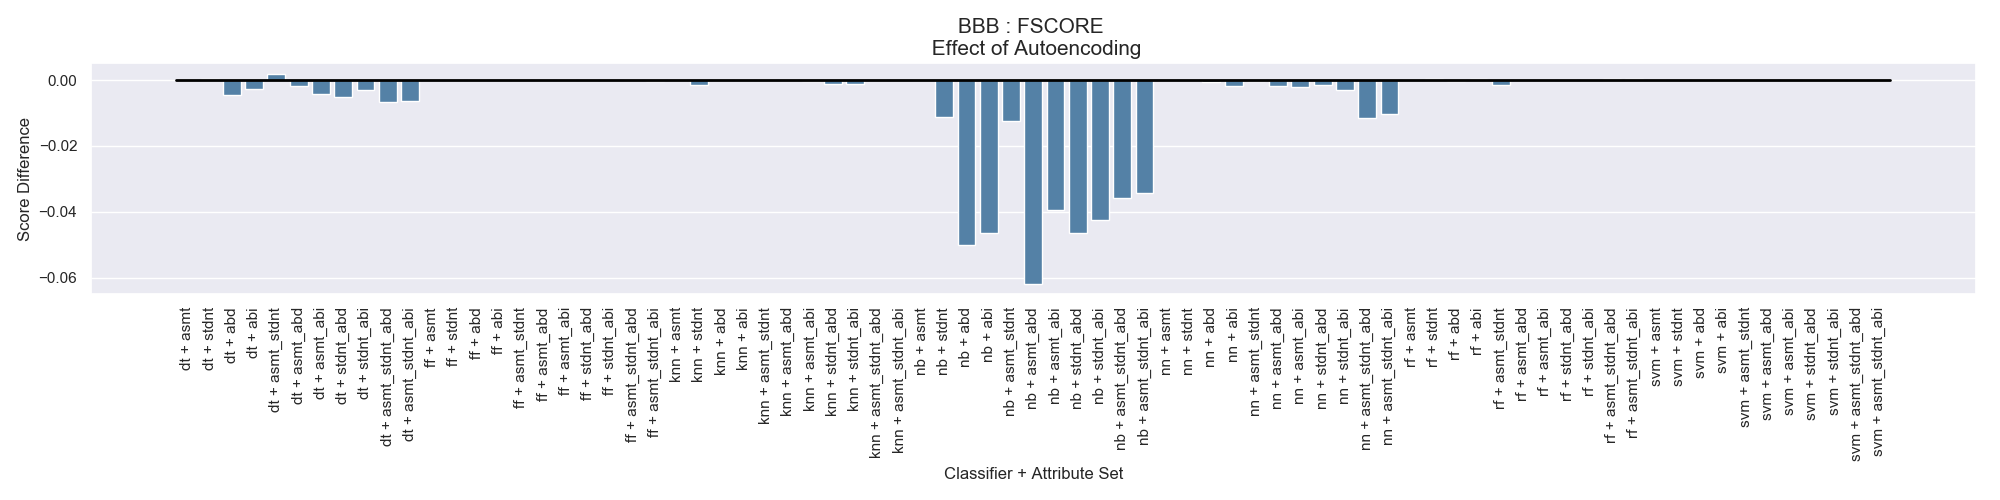 BBB : FSCORE
Effect of Autoencoding
Score Difference
0.00
−0.02
−0.04
−0.06
dt + asmt
dt + stdnt
dt + abd
dt + abi
dt + asmt_stdnt
dt + asmt_abd
dt + asmt_abi
dt + stdnt_abd
dt + stdnt_abi
dt + asmt_stdnt_abd
dt + asmt_stdnt_abi
ff + asmt
ff + stdnt
ff + abd
ff + abi
ff + asmt_stdnt
ff + asmt_abd
ff + asmt_abi
ff + stdnt_abd
ff + stdnt_abi
ff + asmt_stdnt_abd
ff + asmt_stdnt_abi
knn + asmt
knn + stdnt
knn + abd
knn + abi
knn + asmt_stdnt
knn + asmt_abd
knn + asmt_abi
knn + stdnt_abd
knn + stdnt_abi
knn + asmt_stdnt_abd
knn + asmt_stdnt_abi
nb + asmt
nb + stdnt
nb + abd
nb + abi
nb + asmt_stdnt
nb + asmt_abd
nb + asmt_abi
nb + stdnt_abd
nb + stdnt_abi
nb + asmt_stdnt_abd
nb + asmt_stdnt_abi
nn + asmt
nn + stdnt
nn + abd
nn + abi
nn + asmt_stdnt
nn + asmt_abd
nn + asmt_abi
nn + stdnt_abd
nn + stdnt_abi
nn + asmt_stdnt_abd
nn + asmt_stdnt_abi
rf + asmt
rf + stdnt
rf + abd
rf + abi
rf + asmt_stdnt
rf + asmt_abd
rf + asmt_abi
rf + stdnt_abd
rf + stdnt_abi
rf + asmt_stdnt_abd
rf + asmt_stdnt_abi
svm + asmt
svm + stdnt
svm + abd
svm + abi
svm + asmt_stdnt
svm + asmt_abd
svm + asmt_abi
svm + stdnt_abd
svm + stdnt_abi
svm + asmt_stdnt_abd
svm + asmt_stdnt_abi
Classifier + Attribute Set